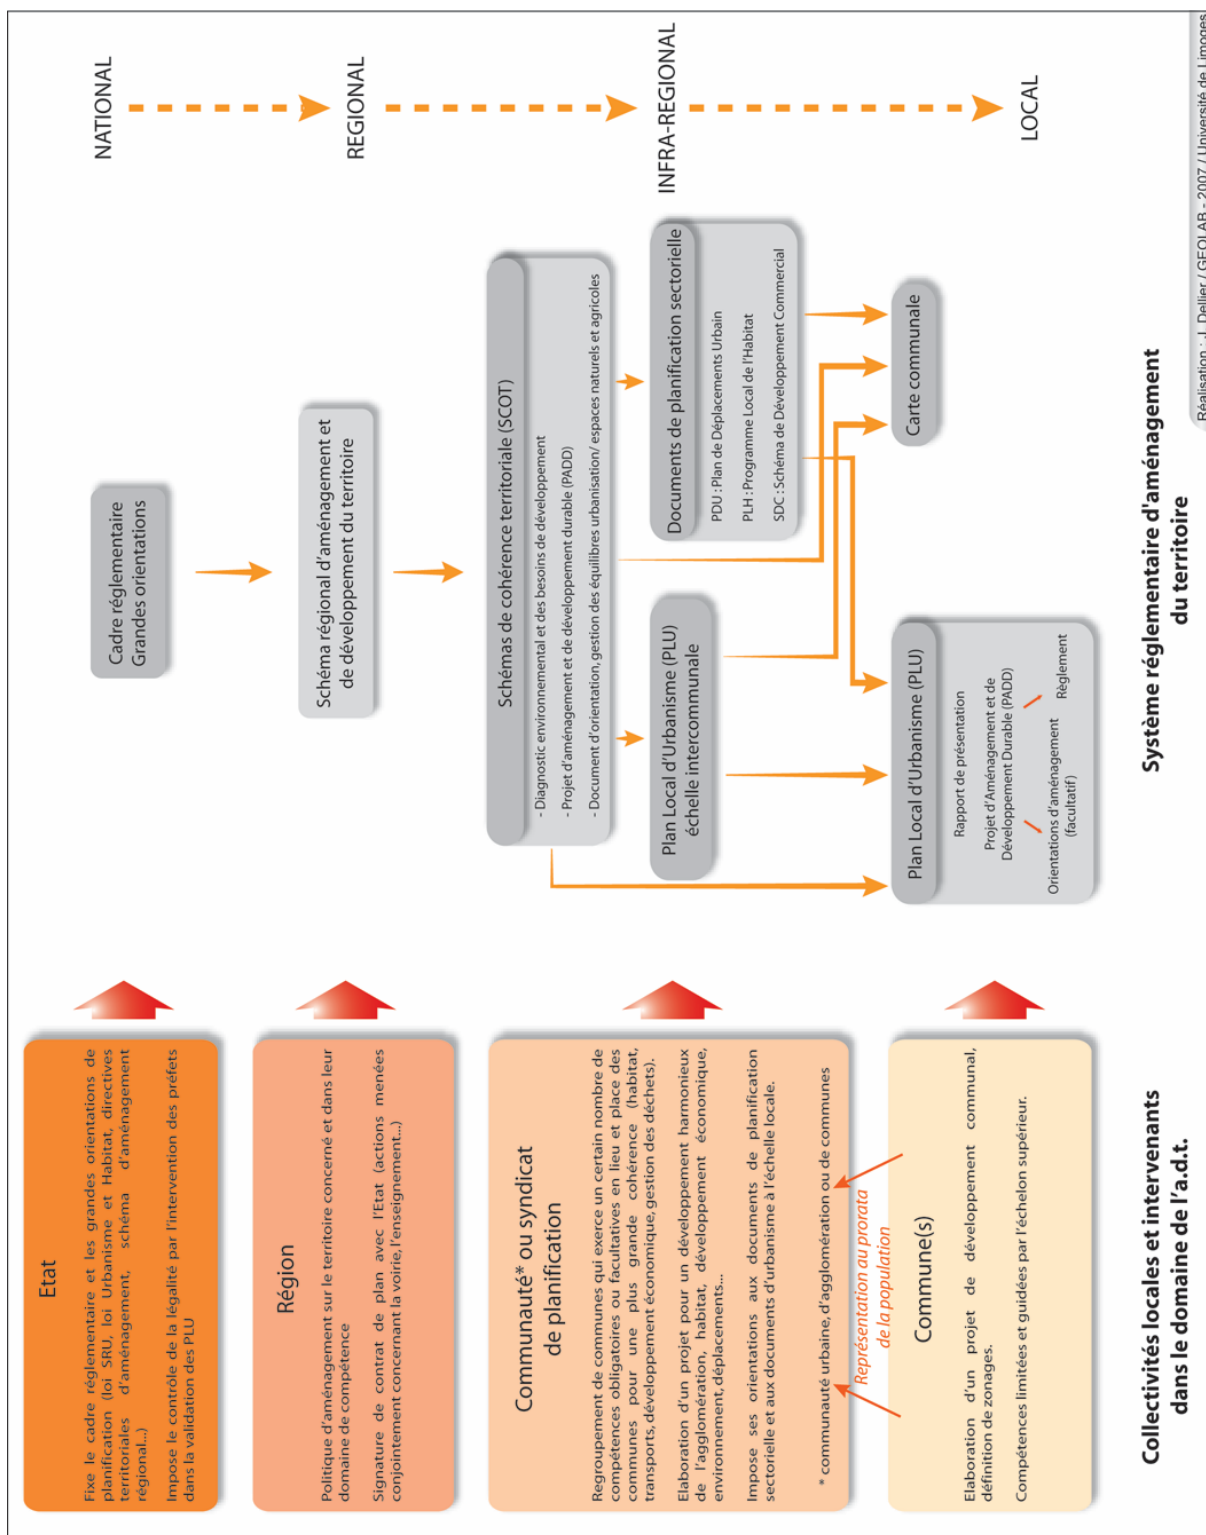 Etat
Fixe le cadre réglementaire et les grandes orientations de
planification (loi SRU, loi Urbanisme et Habitat, directives
territoriales d'aménagement, schéma d'aménagement
régional...)
Impose le contrôle de la légalité par l'intervention des préfets
dans la validation des PLU
Région
Politique d'aménagement sur le territoire concerné et dans leur
domaine de compétence
Signature de contrat de plan avec l'Etat (actions menées
conjointement concernant la voirie, l'enseignement...)
Communauté* ou syndicat
de planification
Regroupement de communes qui exerce un certain nombre de
compétences obligatoires ou facultatives en lieu et place des
communes pour une plus grande cohérence (habitat,
transports, développement économique, gestion des déchets).
Elaboration d'un projet pour un développement harmonieux
de l'agglomération, habitat, développement économique,
environnement, déplacements...
Impose ses orientations aux documents de planification
sectorielle et aux documents d'urbanisme à l'échelle locale.
* communauté urbaine, d'agglomération ou de communes
Représentation au prorata
de la population
Commune(s)
Elaboration d'un projet de développement communal,
définition de zonages.
Compétences limitées et guidées par l'échelon supérieur.
Collectivités locales et intervenants
dans le domaine de l'a.d.t.
Cadre réglementaire
Grandes orientations
Schéma régional d'aménagement et
de développement du territoire
Schémas de cohérence territoriale (SCOT)
- Diagnostic environnemental et des besoins de développement
- Projet d'aménagement et de développement durable (PADD)
- Document d'orientation, gestion des équilibres urbanisation/ espaces naturels et agricoles
Plan Local d'Urbanisme (PLU)
échelle intercommunale
Documents de planification sectorielle
PDU : Plan de Déplacements Urbain
PLH : Programme Local de l'Habitat
SDC : Schéma de Développement Commercial
Plan Local d'Urbanisme (PLU)
Rapport de présentation
Projet d'Aménagement et de
Développement Durable (PADD)
Orientations d'aménagement
(facultatif)
Règlement
Carte communale
Système réglementaire d'aménagement
du territoire
NATIONAL
REGIONAL
INFRA-REGIONAL
LOCAL
Réalisation : J. Dellier / GEOLAB - 2007 / Université de Limoges